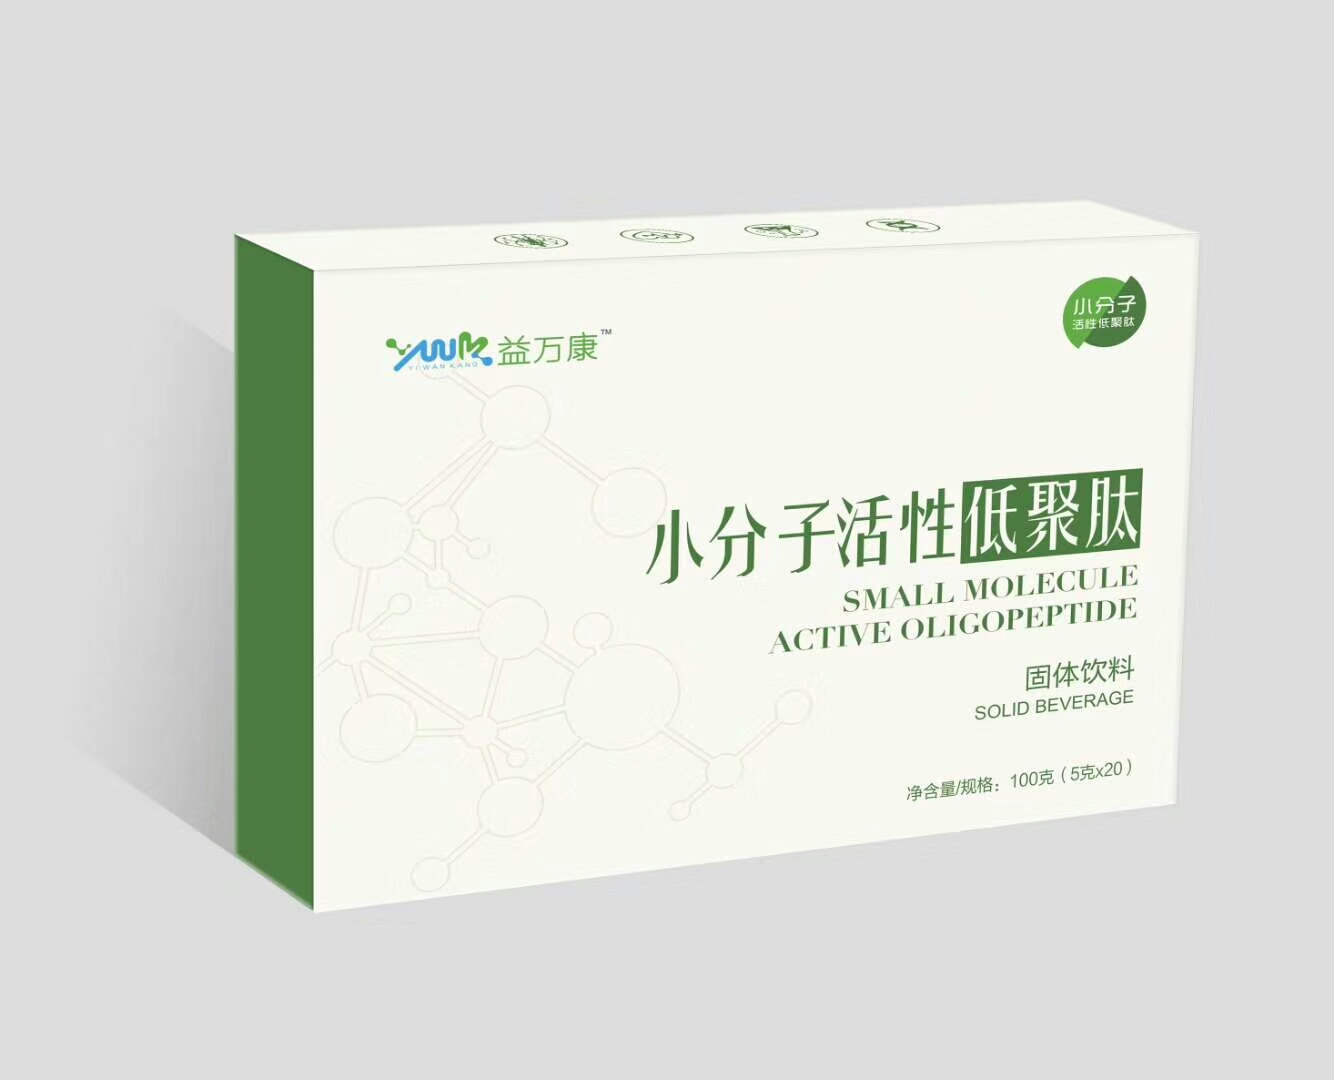 益万康™
YI WAN KANG
小分子
活性低聚肽
小分子活性低聚肽
SMALL MOLECULE
ACTIVE OLIGOPEPTIDE
固体饮料
SOLID BEVERAGE
净含量/规格：100克（5克x20）